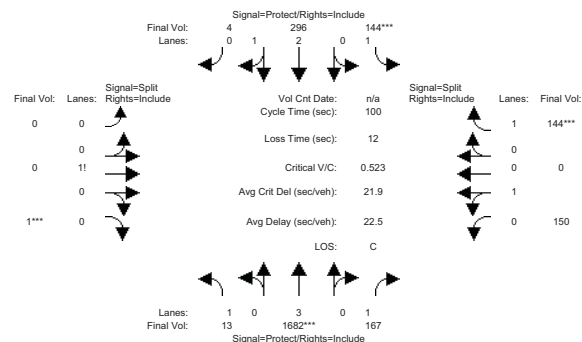 Signal=Protect/Rights=Include
Final Vol: 4 296 144***
Lanes: 0 1 2 0 1
Signal=Split
Final Vol: Lanes: Rights=Include
Vol Cnt Date: n/a
Signal=Split
Rights=Include Lanes: Final Vol:
Cycle Time (sec): 100
0 0
1 144***
Loss Time (sec): 12
0
0
0 1!
Critical V/C: 0.523
0 0
0
Avg Crit Del (sec/veh): 21.9
1
1*** 0
Avg Delay (sec/veh): 22.5
0 150
LOS: C
Lanes: 1 0 3 0 1
Final Vol: 13 1682*** 167
Signal=Protect/Rights=Include